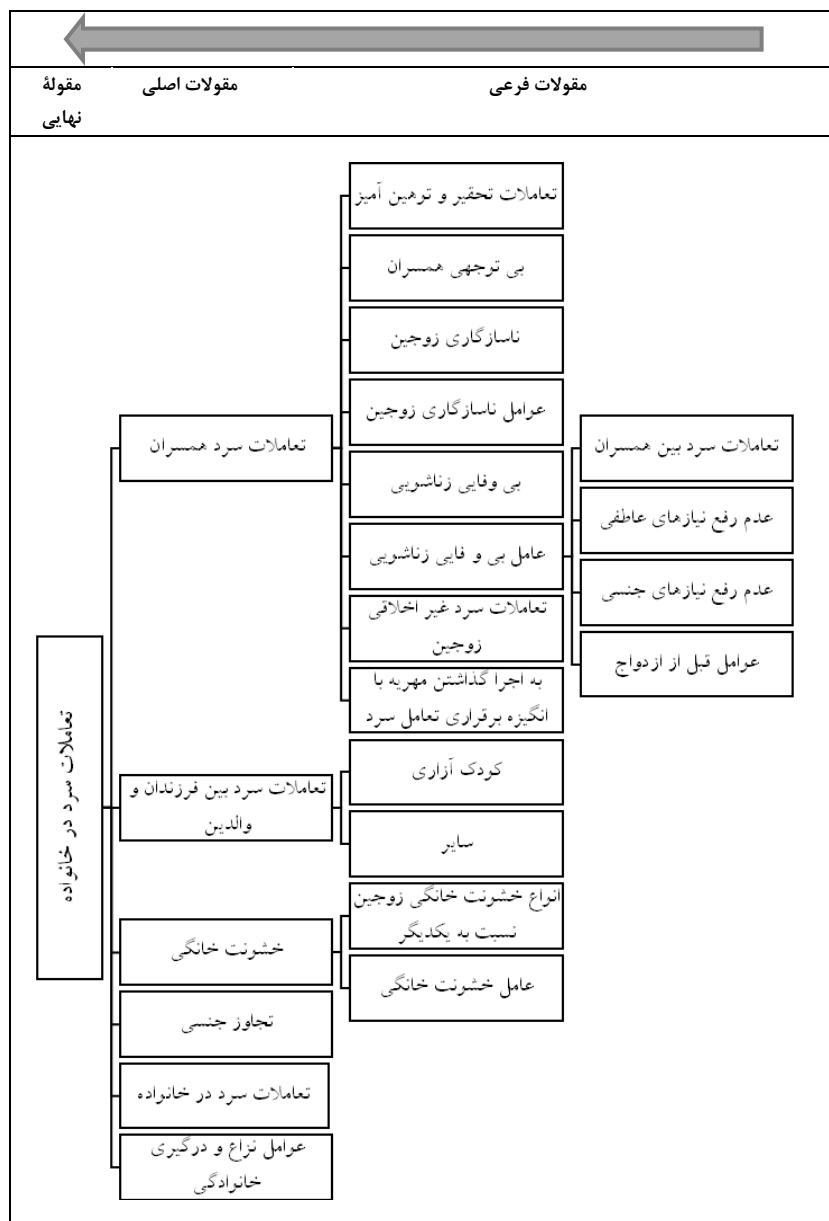 مقولات فرعی
مقولات اصلی
مقولهٔ
نهایی
تعاملات تحقیر و ترهین آمیز
بی توجهی همسران
ناسازگاری زوجین
عوامل ناسازگاری زوجین
بی وفایی زناشویی
عامل بی و فایی زناشویی
تعاملات سرد غیر اخلاقی
زوجین
به اجرا گذاشتن مهریه با
انگیزه برقراری تعامل سرد
تعاملات سرد بین همسران
عدم رفع نیازهای عاطفی
عدم رفع نیازهای جنسی
عوامل قبل از ازدواج
تعاملات سرد همسران
کودک آزاری
سایر
تعاملات سرد بین فرزندان و
والدین
انواع خشونت خانگی زوجین
نسبت به یکدیگر
عامل خشونت خانگی
خشونت خانگی
تجاوز جنسی
تعاملات سرد در خانواده
عوامل نزاع و درگیری
خانوادگی
تعاملات سرد در خانواده